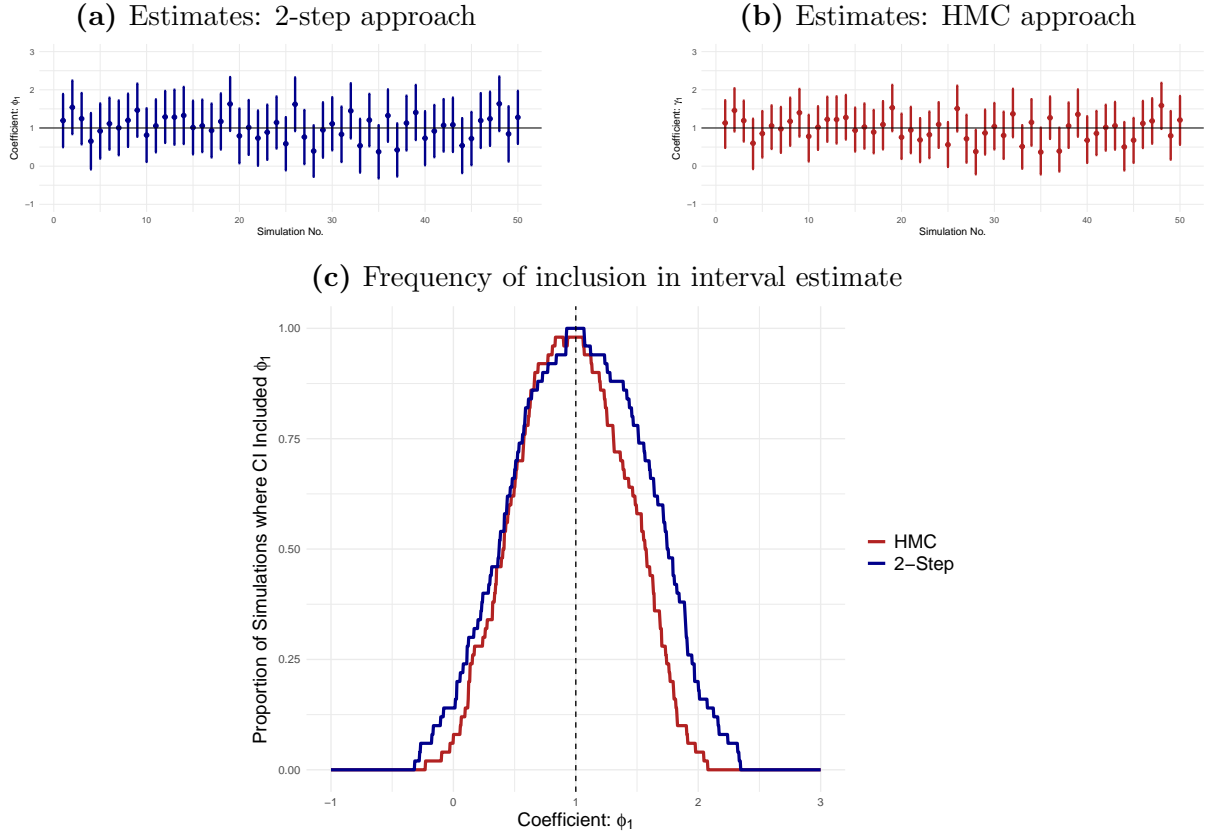 (a) Estimates: 2-step approach
3
2
1
0
−1
Coefficient: ϕ1
0
10
20
30
40
50
Simulation No.
(b) Estimates: HMC approach
3
2
1
0
−1
Coefficient: γ1
0
10
20
30
40
50
Simulation No.
(c) Frequency of inclusion in interval estimate
1.00
0.75
0.50
0.25
0.00
Proportion of Simulations where CI Included ϕ1
−1
0
1
2
3
Coefficient: ϕ1
HMC
2−Step